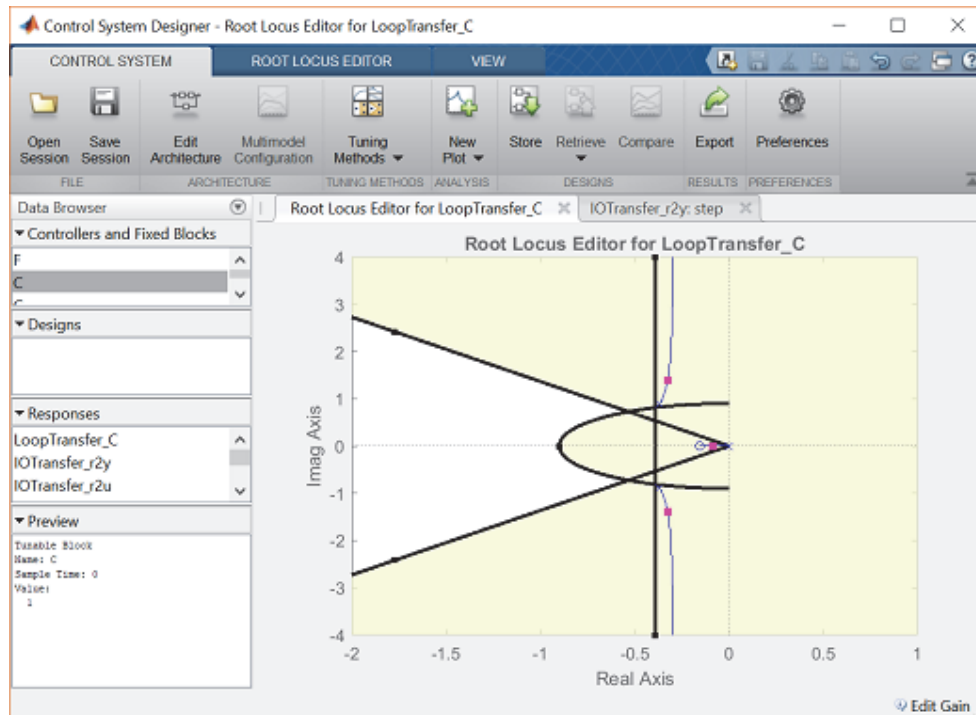 Control System Designer - Root Locus Editor for LoopTransfer_C
CONTROL SYSTEM ROOT LOCUS EDITOR VIEW
Open Session
Save Session
Edit Architecture
Multimodel Configuration
Tuning Methods
New Plot
Store
Retrieve
Compare
Export
Preferences
FILE ARCHITECTURE TUNING METHODS ANALYSIS DESIGNS RESULTS PREFERENCES
Data Browser
Root Locus Editor for LoopTransfer_C
IOTransfer_r2y: step
Controllers and Fixed Blocks
F
C
Designs
Responses
LoopTransfer_C
IOTransfer_r2y
IOTransfer_r2u
Preview
Tunable Block
Name: C
Sample Time: 0
Value:
1
Root Locus Editor for LoopTransfer_C
4
3
2
1
0
-1
-2
-3
-4
Imag Axis
-2 -1.5 -1 -0.5 0 0.5 1
Real Axis
Edit Gain